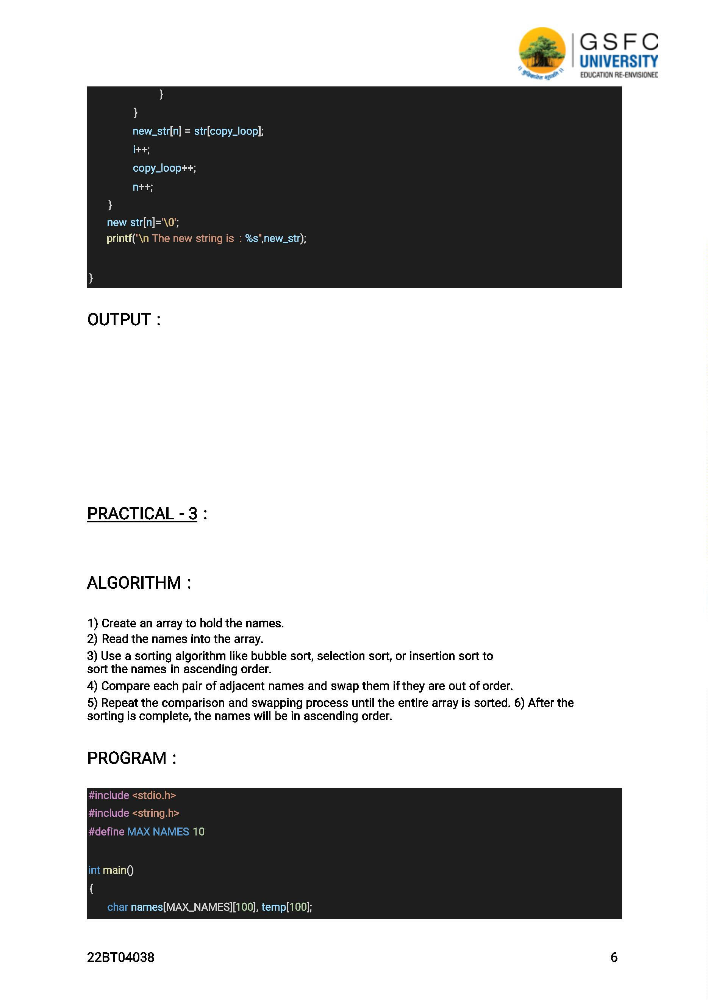 GSFC
UNIVERSITY
EDUCATION RE-ENVISIONED
}
}
new_str[n] = str[copy_loop];
i++;
copy_loop++;
n++;
}
new str[n]='\0';
printf("\n The new string is : %s",new_str);
}
OUTPUT :
PRACTICAL - 3 :
ALGORITHM :
1) Create an array to hold the names.
2) Read the names into the array.
3) Use a sorting algorithm like bubble sort, selection sort, or insertion sort to
sort the names in ascending order.
4) Compare each pair of adjacent names and swap them if they are out of order.
5) Repeat the comparison and swapping process until the entire array is sorted. 6) After the
sorting is complete, the names will be in ascending order.
PROGRAM :
#include <stdio.h>
#include <string.h>
#define MAX NAMES 10
int main()
{
char names[MAX_NAMES][100], temp[100];
22BT04038 6